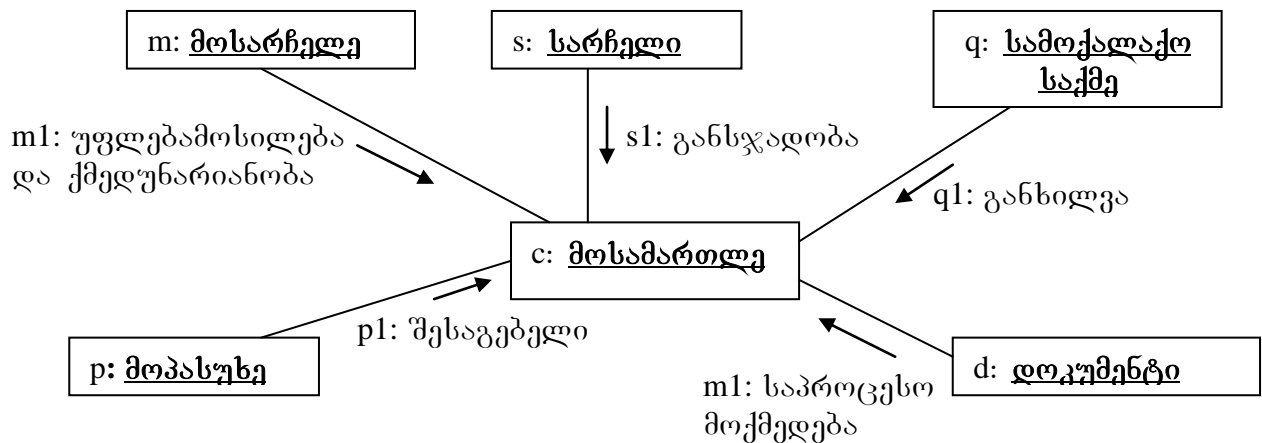 m: მოსარჩელე
s: სარჩელი
q: სამოქალაქო
საქმე
m1: უფლებამოსილება
და ქმედუნარიანობა
s1: განსჯადობა
q1: განხილვა
c: მოსამართლე
p1: შესაგებელი
p: მოპასუხე
m1: საპროცესო
მოქმედება
d: დოკუმენტი